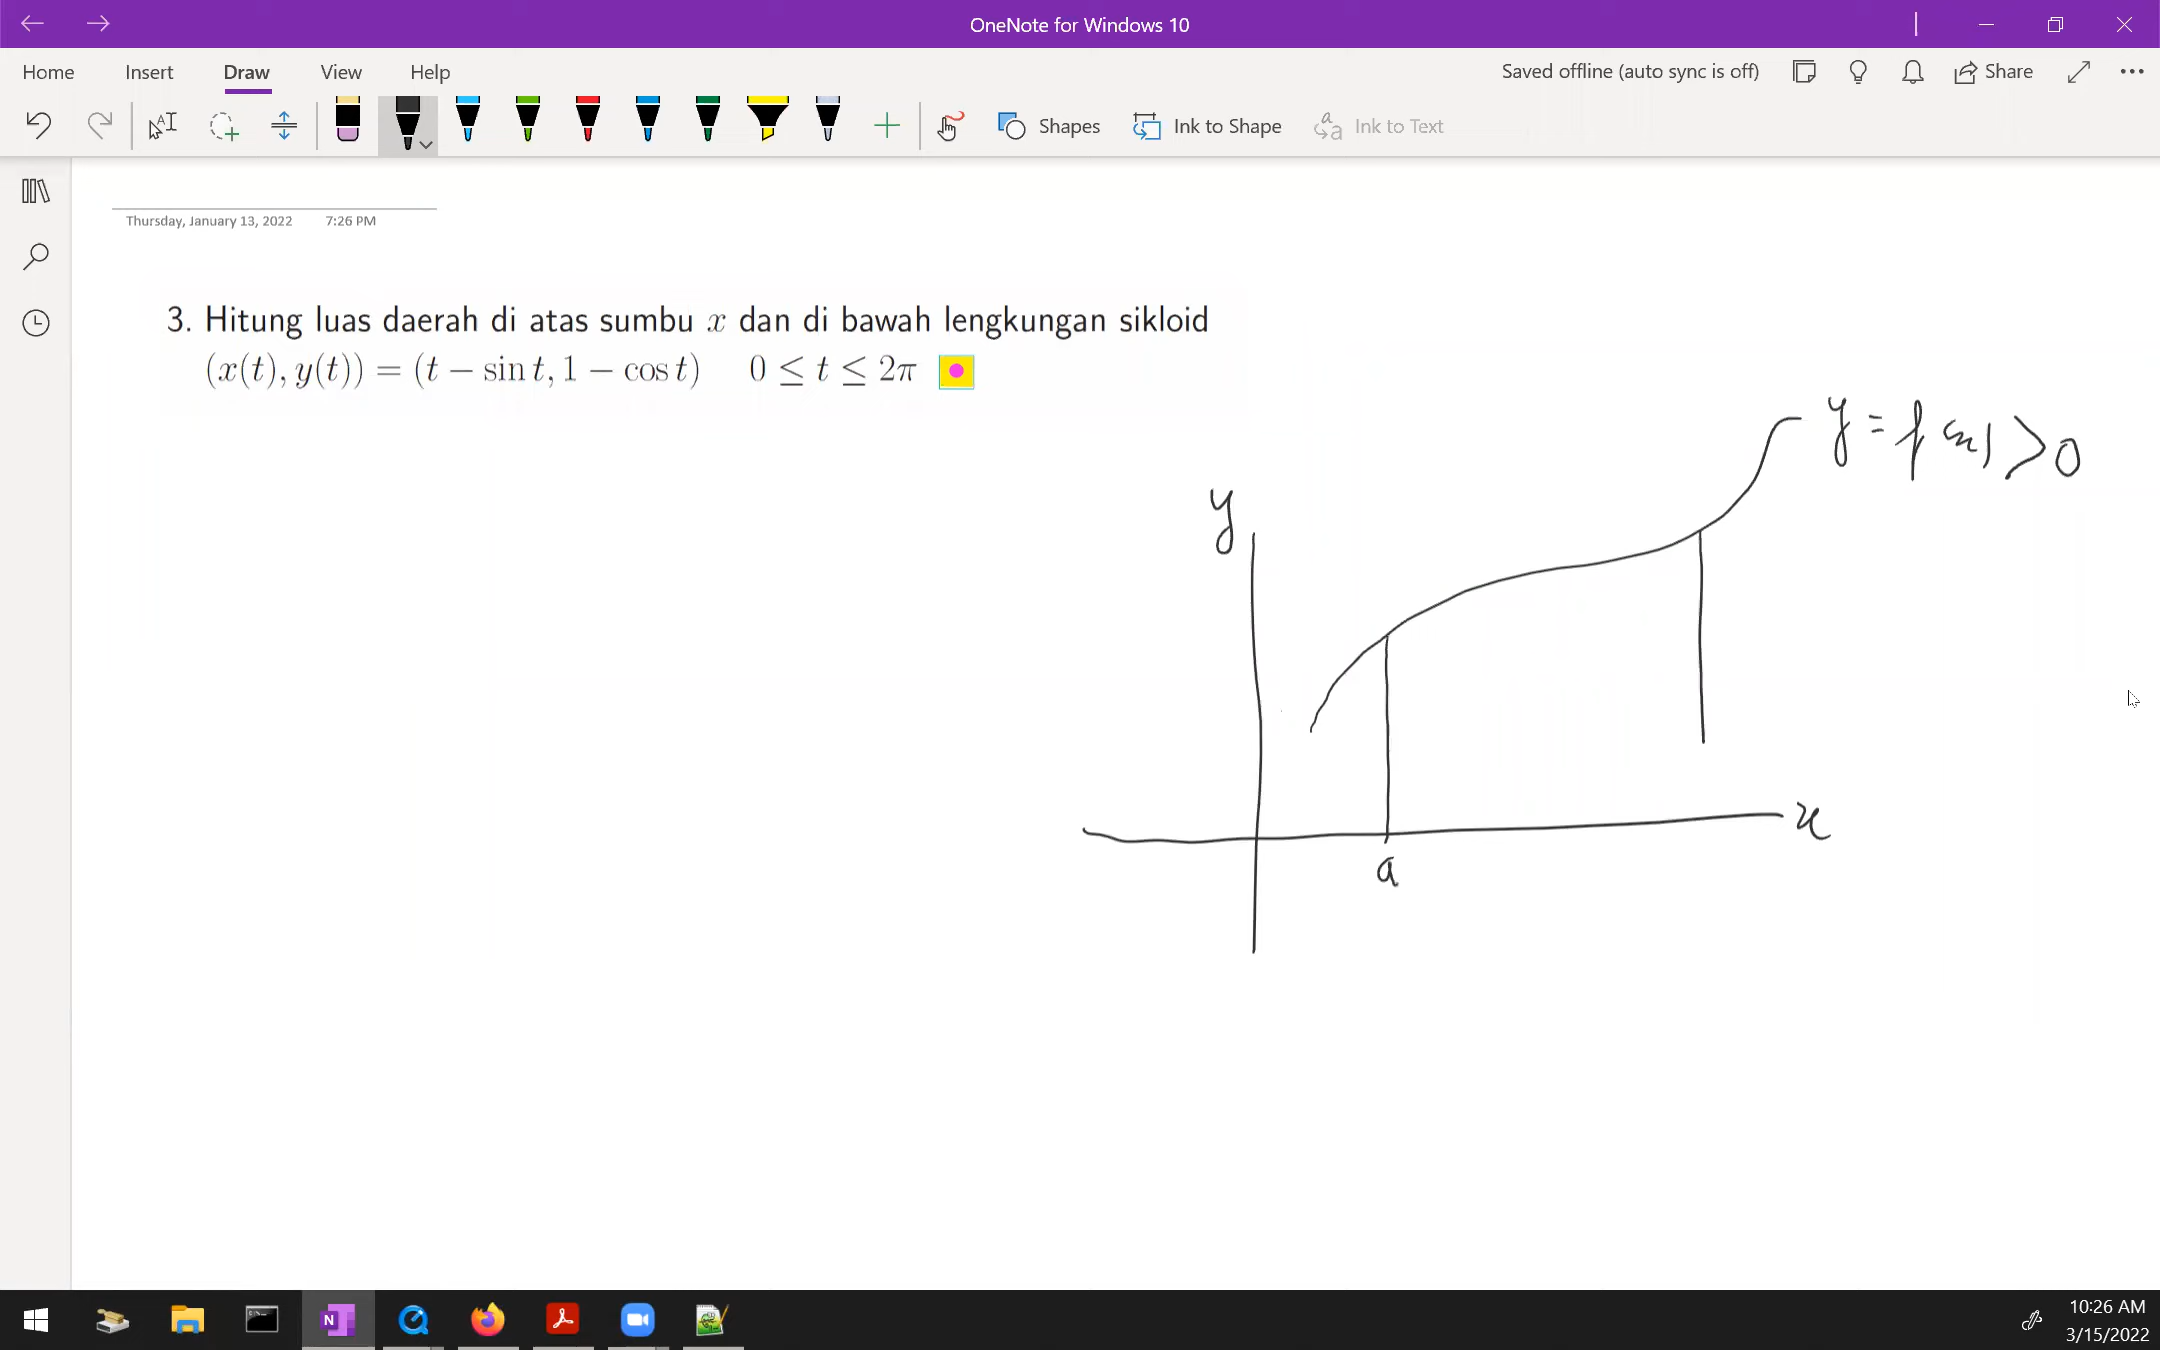 OneNote for Windows 10
Home Insert Draw View Help
Saved offline (auto sync is off) Share
Shapes Ink to Shape Ink to Text
Thursday, January 13, 2022 7:26 PM
3. Hitung luas daerah di atas sumbu x dan di bawah lengkungan sikloid
(x(t), y(t)) = (t − sin t, 1 − cos t) 0 ≤ t ≤ 2π
y = f(x) > 0
y
x
a
10:26 AM
3/15/2022